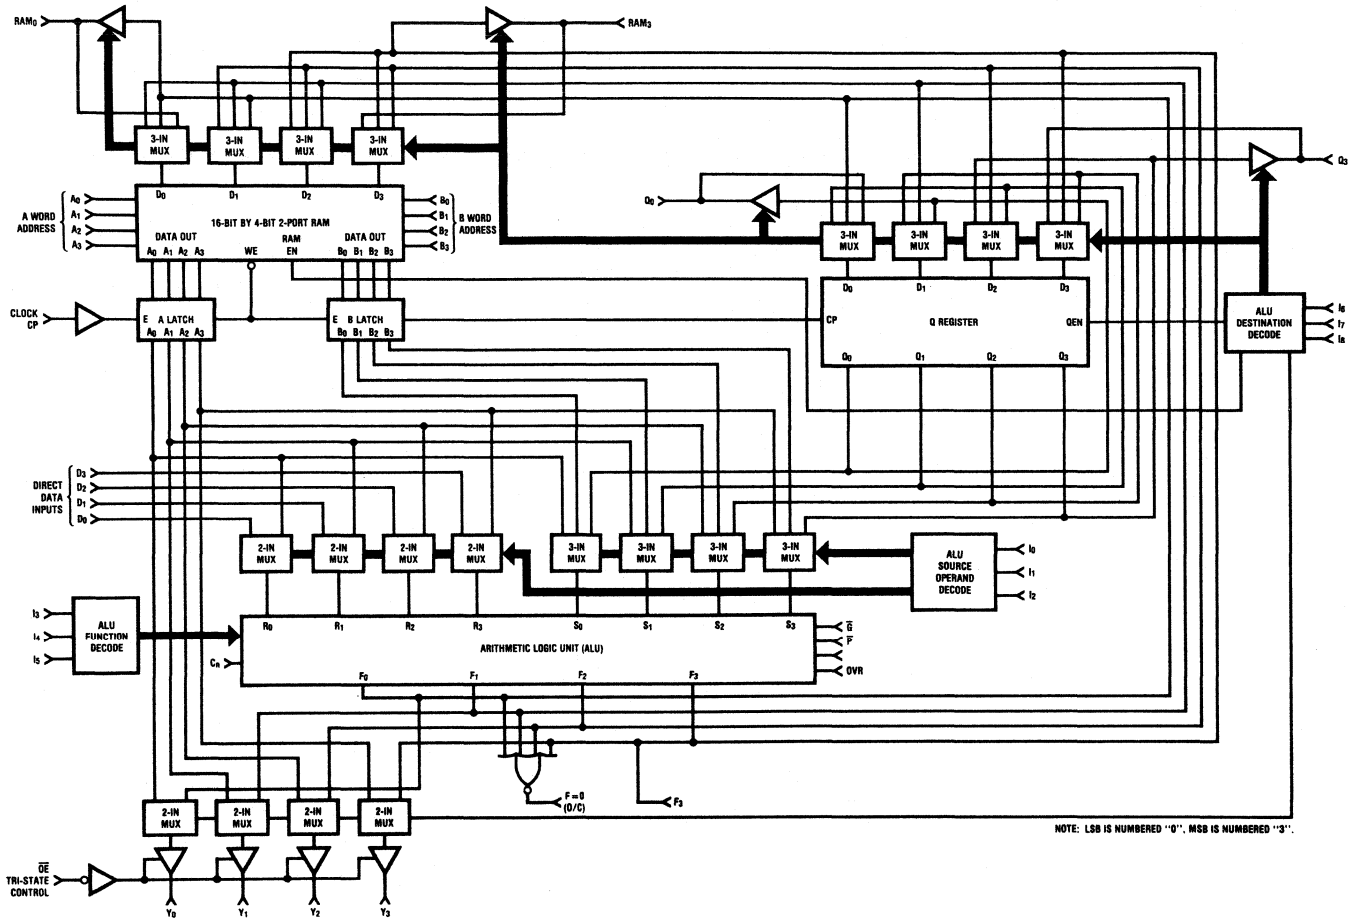 RAM0
RAM3
3-IN
MUX
3-IN
MUX
3-IN
MUX
3-IN
MUX
Q3
A WORD
ADDRESS
A0
A1
A2
A3
D0
D1
D2
D3
16-BIT BY 4-BIT 2-PORT RAM
DATA OUT
RAM
DATA OUT
A0
A1
A2
A3
WE
EN
B0
B1
B2
B3
B0
B1
B2
B3
B WORD
ADDRESS
Q0
3-IN
MUX
3-IN
MUX
3-IN
MUX
3-IN
MUX
CLOCK
CP
E
A LATCH
A0
A1
A2
A3
E
B LATCH
B0
B1
B2
B3
D0
D1
D2
D3
CP
Q REGISTER
QEN
Q0
Q1
Q2
Q3
ALU
DESTINATION
DECODE
I6
I7
I8
DIRECT
DATA
INPUTS
D3
D2
D1
D0
2-IN
MUX
2-IN
MUX
2-IN
MUX
2-IN
MUX
3-IN
MUX
3-IN
MUX
3-IN
MUX
3-IN
MUX
ALU
SOURCE
OPERAND
DECODE
I0
I1
I2
I3
I4
I5
ALU
FUNCTION
DECODE
Cn
R0
R1
R2
R3
S0
S1
S2
S3
ARITHMETIC LOGIC UNIT (ALU)
F0
F1
F2
F3
G̅
P̅
OVR
F=0
(O/C)
F3
2-IN
MUX
2-IN
MUX
2-IN
MUX
2-IN
MUX
NOTE: LSB IS NUMBERED "0", MSB IS NUMBERED "3".
O̅E̅
TRI-STATE
CONTROL
Y0
Y1
Y2
Y3